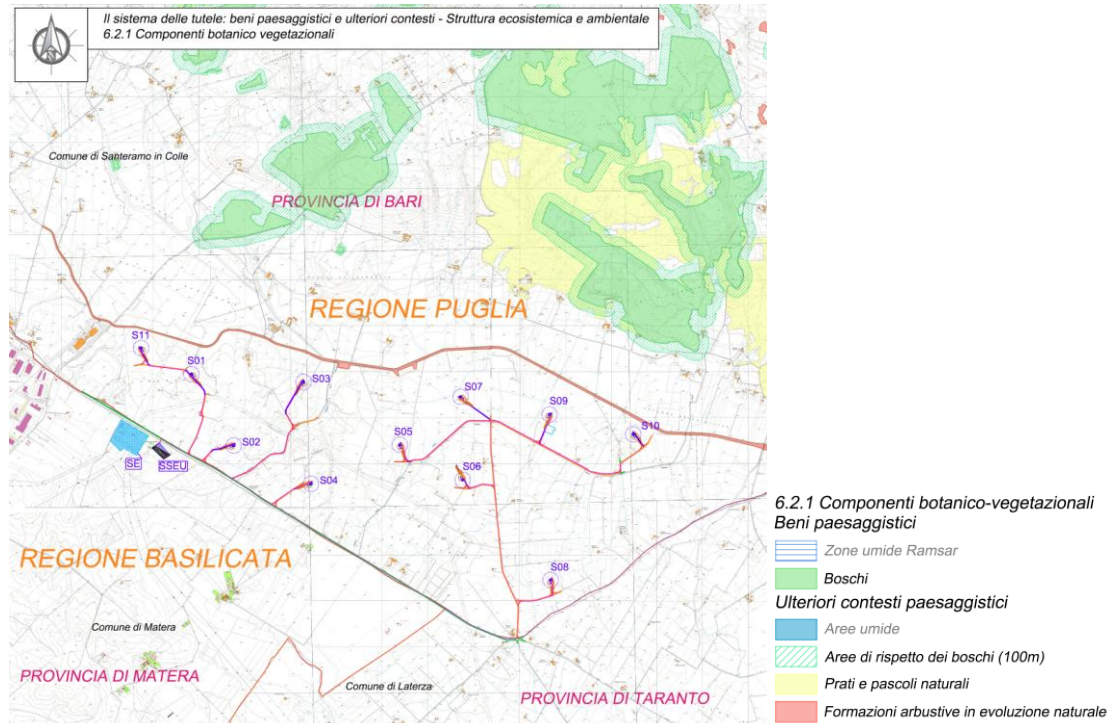 Il sistema delle tutele: beni paesaggistici e ulteriori contesti - Struttura ecosistemica e ambientale
6.2.1 Componenti botanico vegetazionali
Comune di Santeramo in Colle
PROVINCIA DI BARI
REGIONE PUGLIA
S11
S01
S03
S07
S09
S02
S05
S10
SE
SSEU
S06
S04
REGIONE BASILICATA
S08
Comune di Matera
PROVINCIA DI MATERA
Comune di Laterza
PROVINCIA DI TARANTO
6.2.1 Componenti botanico-vegetazionali
Beni paesaggistici
Zone umide Ramsar
Boschi
Ulteriori contesti paesaggistici
Aree umide
Aree di rispetto dei boschi (100m)
Prati e pascoli naturali
Formazioni arbustive in evoluzione naturale